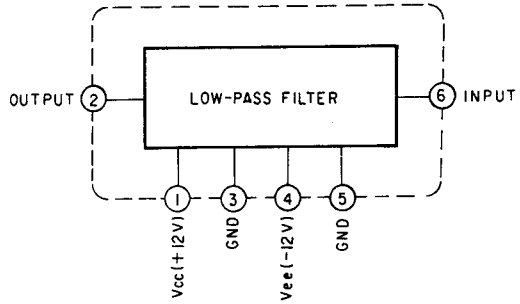 LOW-PASS FILTER
OUTPUT 2
6 INPUT
1 3 4 5
Vcc(+12V)
GND
Vee(-12V)
GND